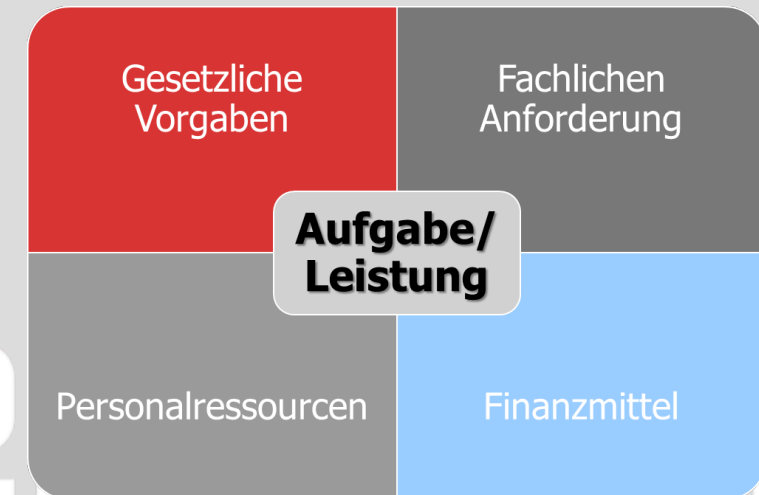 Gesetzliche
Vorgaben
Fachlichen
Anforderung
Aufgabe/
Leistung
Personalressourcen
Finanzmittel